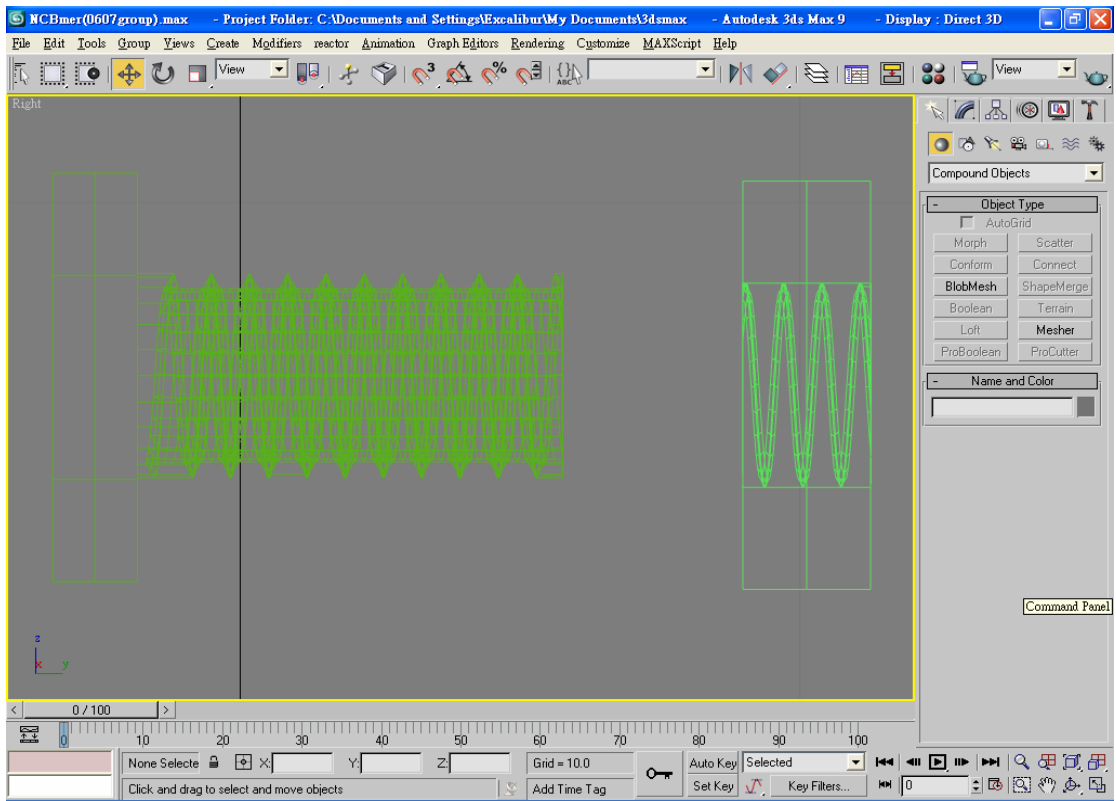 NCBmer(0607group).max - Project Folder: C:\Documents and Settings\Excalibur\My Documents\3dsmax - Autodesk 3ds Max 9 - Display : Direct 3D
File Edit Tools Group Views Create Modifiers reactor Animation Graph Editors Rendering Customize MAXScript Help
View 3 % ABC View
Right
Compound Objects
- Object Type
AutoGrid
Morph Scatter
Conform Connect
BlobMesh ShapeMerge
Boolean Terrain
Loft Mesher
ProBoolean ProCutter
- Name and Color
Command Panel
z
x y
< 0 / 100 >
0 10 20 30 40 50 60 70 80 90 100
None Selecte X: Y: Z: Grid = 10.0 Auto Key Selected
Click and drag to select and move objects Add Time Tag Set Key Key Filters... 0